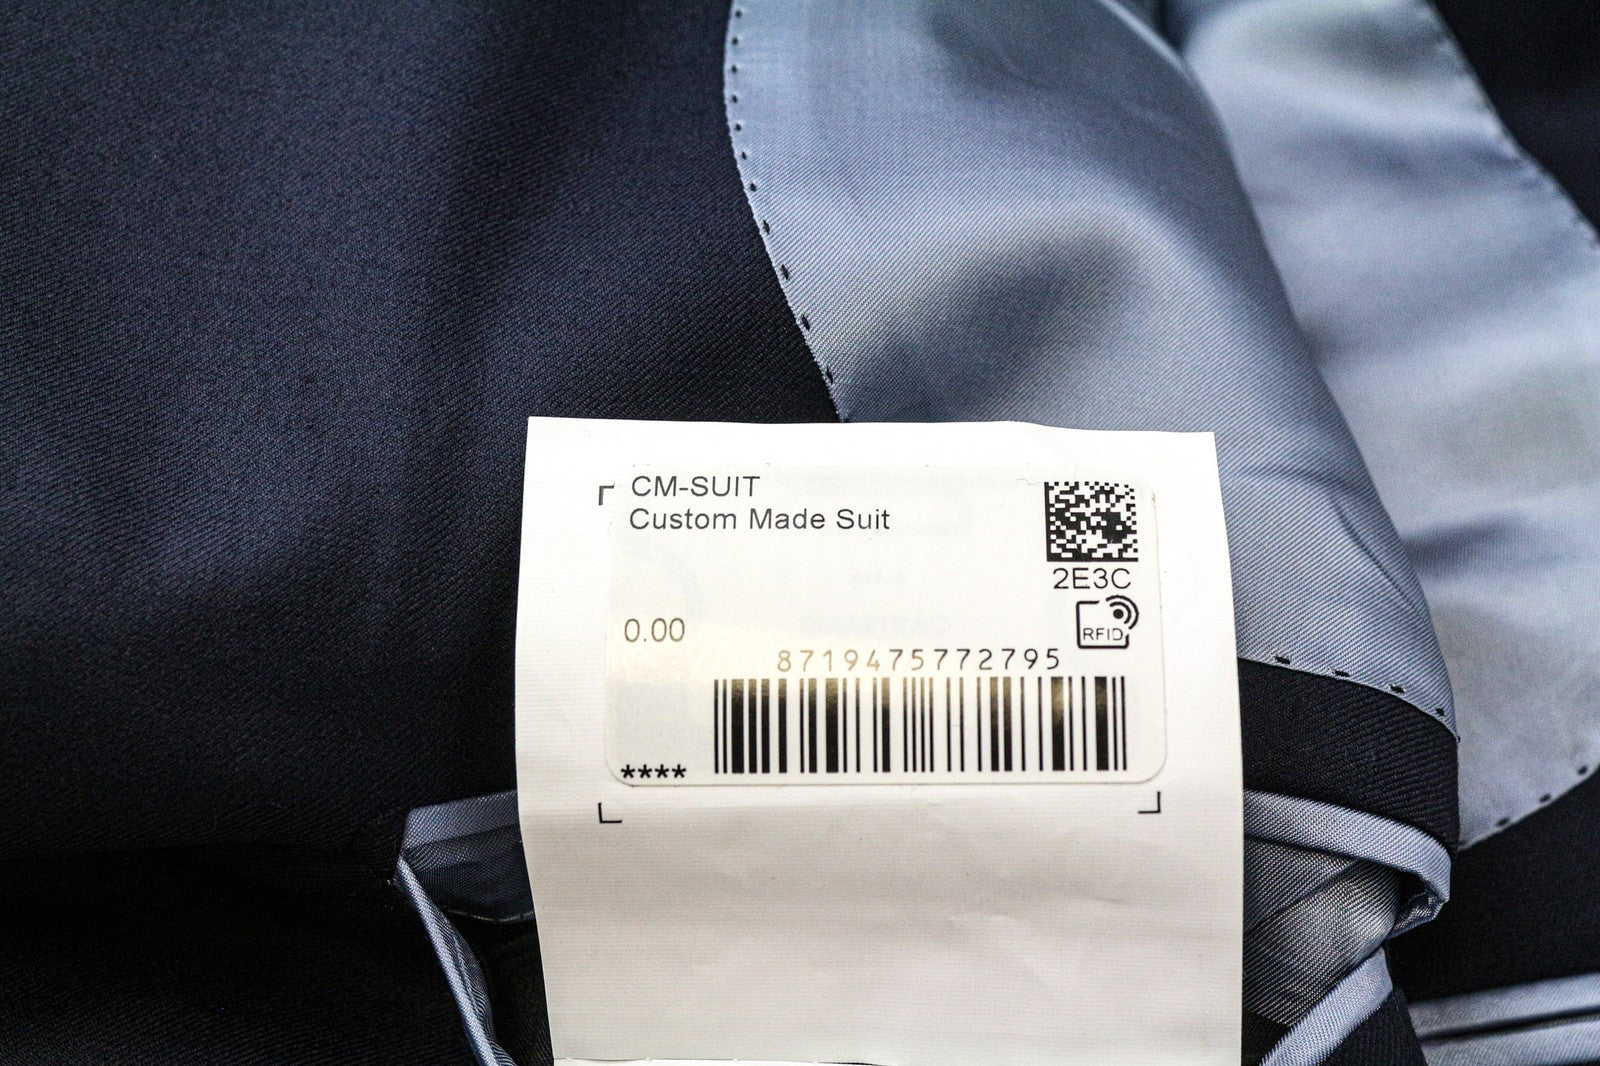 CM-SUIT
Custom Made Suit
2E3C
RFID
0.00
8719475772795
****